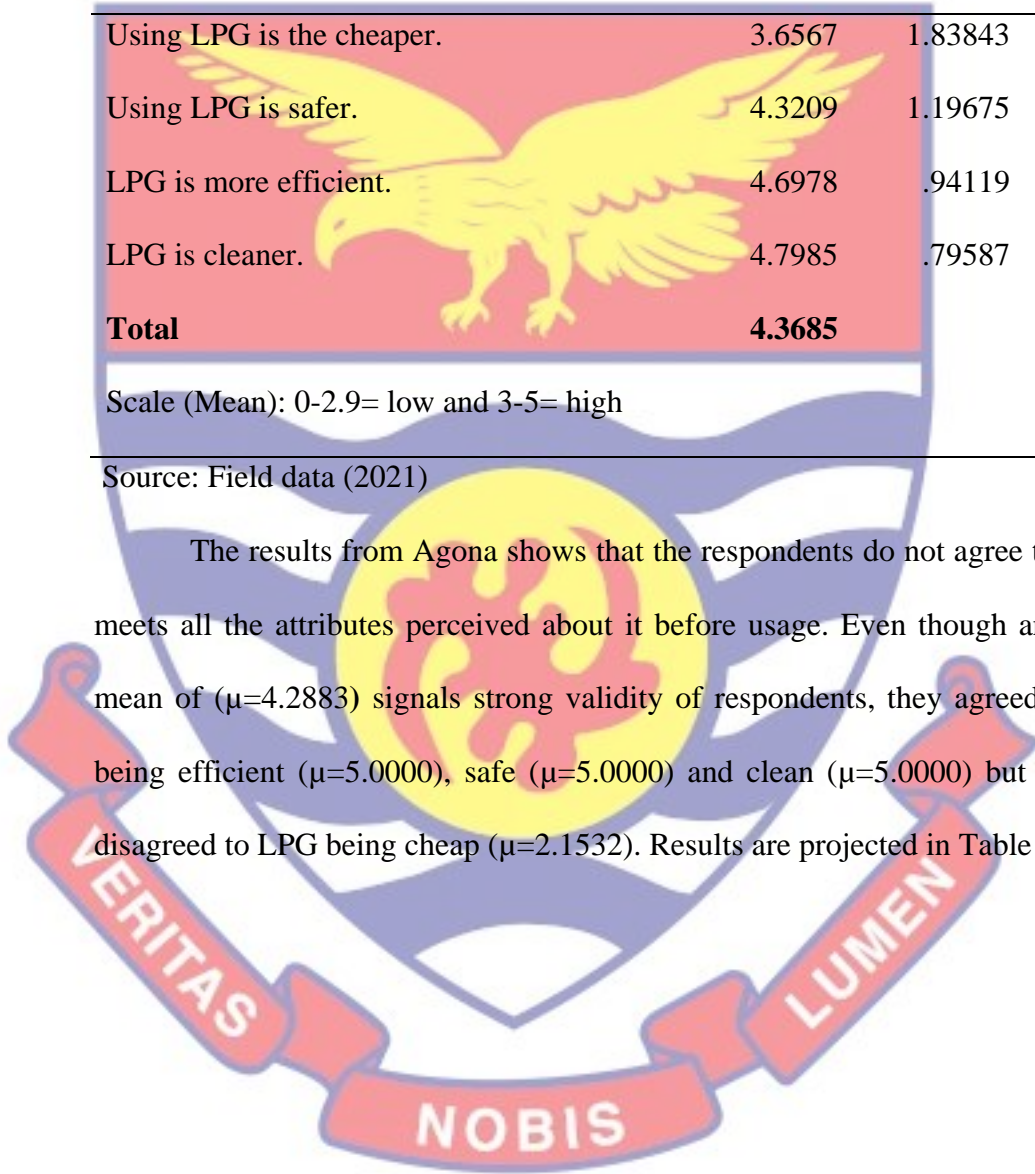 Using LPG is the cheaper. 3.6567 1.83843
Using LPG is safer. 4.3209 1.19675
LPG is more efficient. 4.6978 .94119
LPG is cleaner. 4.7985 .79587
Total 4.3685
Scale (Mean): 0-2.9= low and 3-5= high
Source: Field data (2021)
The results from Agona shows that the respondents do not agree
meets all the attributes perceived about it before usage. Even though
mean of (µ=4.2883) signals strong validity of respondents, they agreed
being efficient (µ=5.0000), safe (µ=5.0000) and clean (µ=5.0000) but
disagreed to LPG being cheap (µ=2.1532). Results are projected in Table
VERITAS
NOBIS
LUMEN